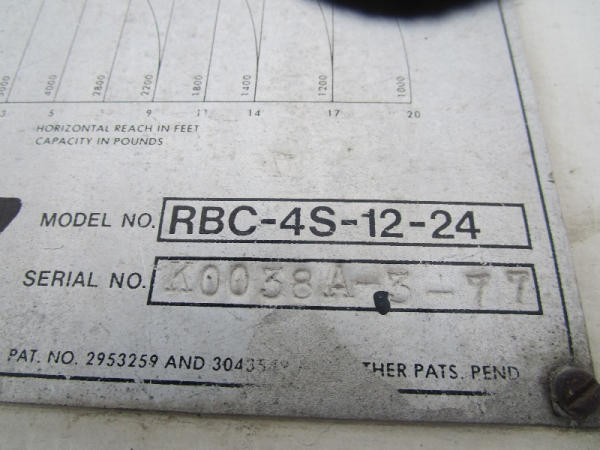 4000 2800 2200 1800 1400 1200 1000
3 5 7 9 11 14 17 20
HORIZONTAL REACH IN FEET
CAPACITY IN POUNDS
MODEL NO. RBC-4S-12-24
SERIAL NO. K0038A-3-77
PAT. NO. 2953259 AND PATS. PEND